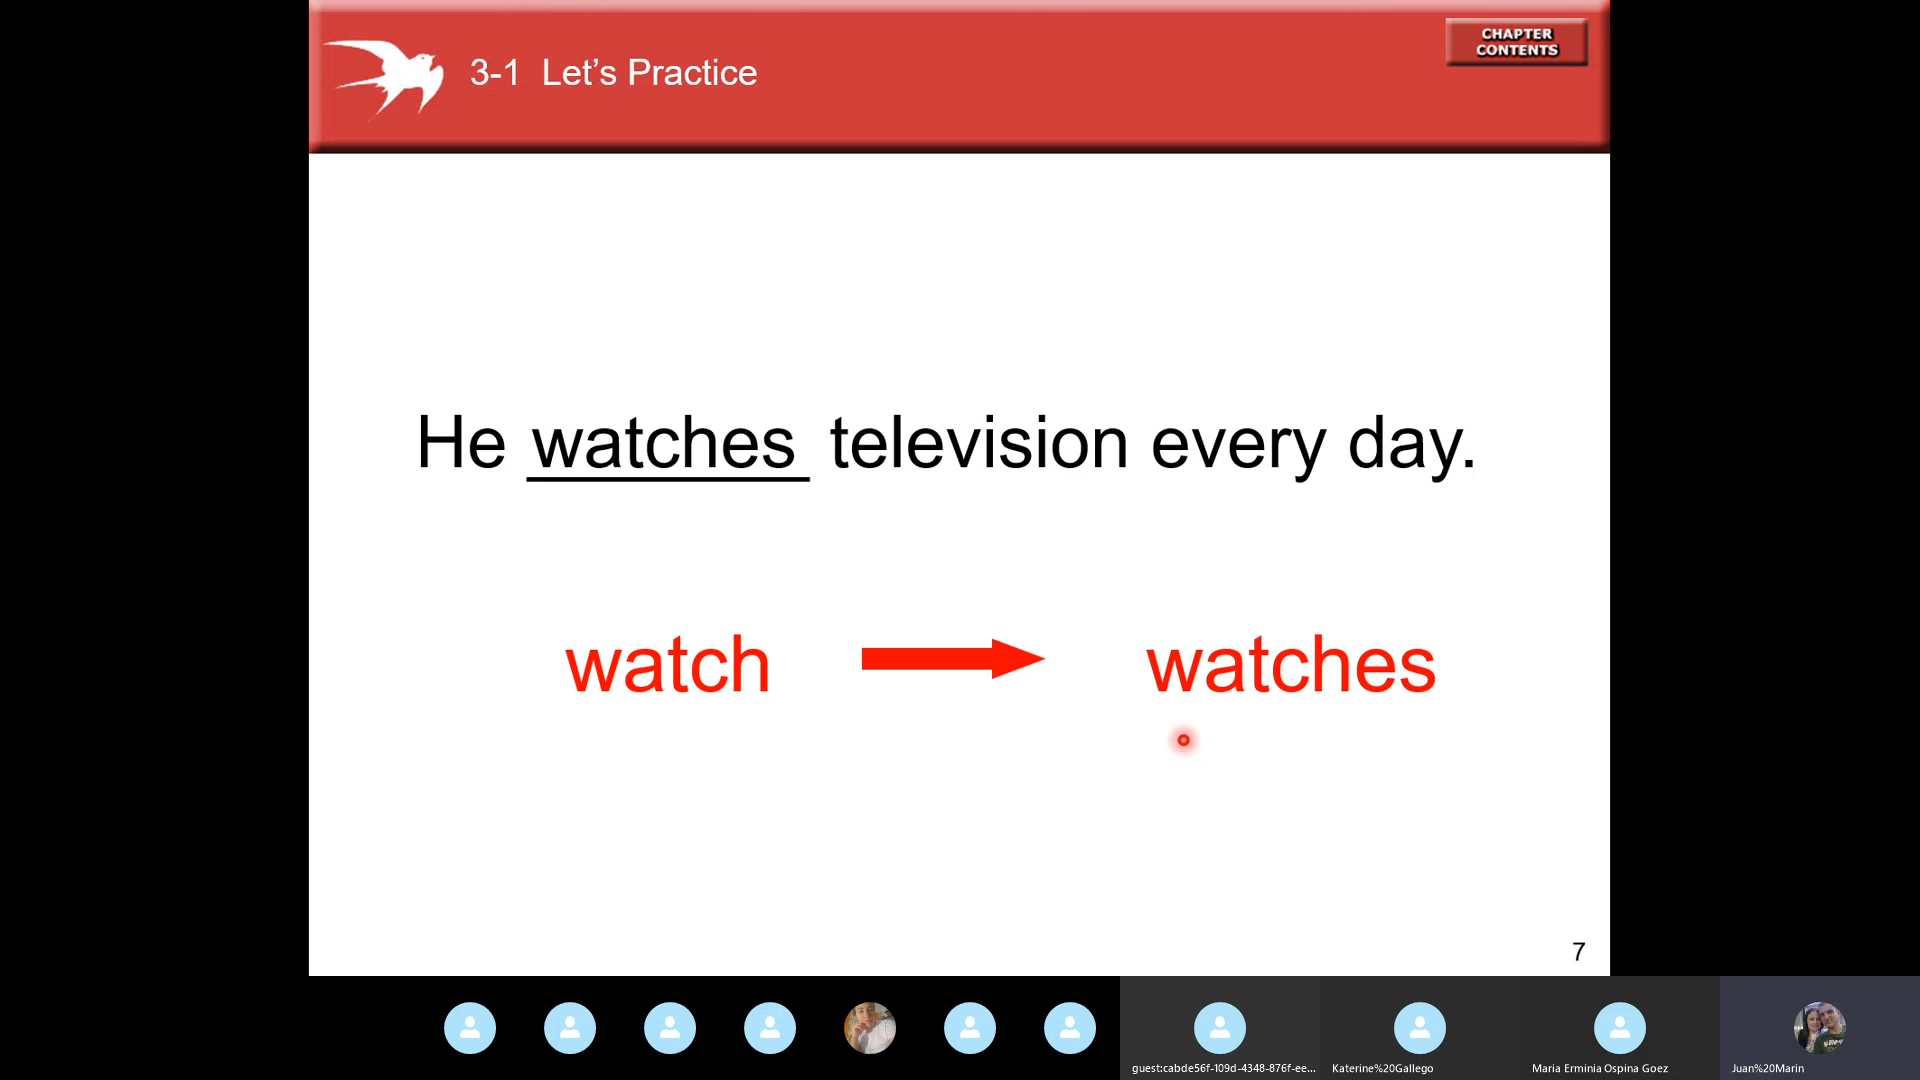 3-1 Let’s Practice
CHAPTER
CONTENTS
He watches television every day.
watch watches
7
guest:cabde56f-109d-4348-876f-ee...
Katerine%20Gallego
Maria Erminia Ospina Goez
Juan%20Marin